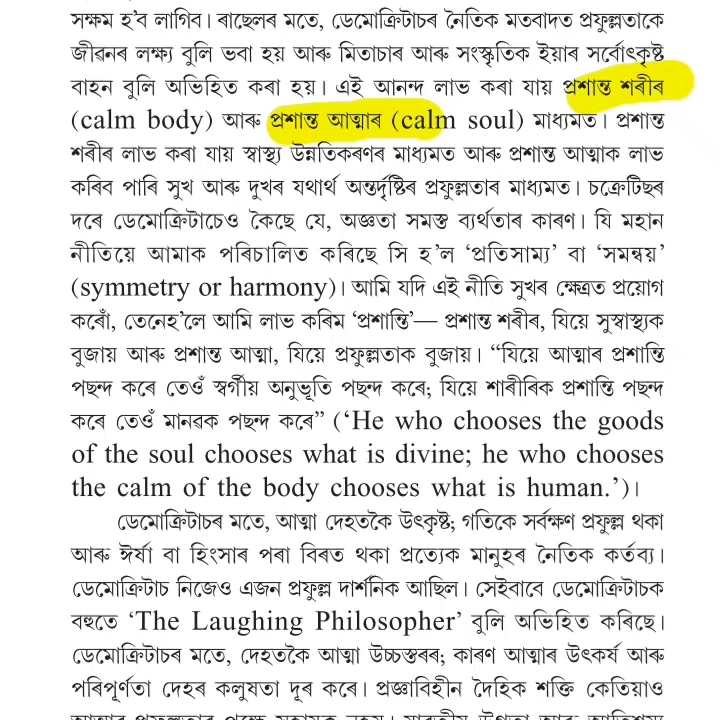 সক্ষম হ’ব লাগিব। ৰাছেলৰ মতে, ডেমোক্ৰিটাচৰ নৈতিক মতবাদত প্ৰফুল্লতাকে
জীৱনৰ লক্ষ্য বুলি ভবা হয় আৰু মিতাচাৰ আৰু সংস্কৃতিক ইয়াৰ সৰ্বোৎকৃষ্ট
বাহন বুলি অভিহিত কৰা হয়। এই আনন্দ লাভ কৰা যায় প্ৰশান্ত শৰীৰ
(calm body) আৰু প্ৰশান্ত আত্মাৰ (calm soul) মাধ্যমত। প্ৰশান্ত
শৰীৰ লাভ কৰা যায় স্বাস্থ্য উন্নতিকৰণৰ মাধ্যমত আৰু প্ৰশান্ত আত্মাক লাভ
কৰিব পাৰি সুখ আৰু দুখৰ যথাৰ্থ অন্তৰ্দৃষ্টিৰ প্ৰফুল্লতাৰ মাধ্যমত। চক্ৰেটিছৰ
দৰে ডেমোক্ৰিটাচেও কৈছে যে, অজ্ঞতা সমস্ত ব্যৰ্থতাৰ কাৰণ। যি মহান
নীতিয়ে আমাক পৰিচালিত কৰিছে সি হ’ল ‘প্ৰতিসাম্য’ বা ‘সমন্বয়’
(symmetry or harmony)। আমি যদি এই নীতি সুখৰ ক্ষেত্ৰত প্ৰয়োগ
কৰোঁ, তেনেহ’লে আমি লাভ কৰিম ‘প্ৰশান্তি’— প্ৰশান্ত শৰীৰ, যিয়ে সুস্বাস্থ্যক
বুজায় আৰু প্ৰশান্ত আত্মা, যিয়ে প্ৰফুল্লতাক বুজায়। “যিয়ে আত্মাৰ প্ৰশান্তি
পছন্দ কৰে তেওঁ স্বৰ্গীয় অনুভূতি পছন্দ কৰে; যিয়ে শাৰীৰিক প্ৰশান্তি পছন্দ
কৰে তেওঁ মানৱক পছন্দ কৰে” (‘He who chooses the goods
of the soul chooses what is divine; he who chooses
the calm of the body chooses what is human.’)।
ডেমোক্ৰিটাচৰ মতে, আত্মা দেহতকৈ উৎকৃষ্ট; গতিকে সৰ্বক্ষণ প্ৰফুল্ল থকা
আৰু ঈৰ্ষা বা হিংসাৰ পৰা বিৰত থকা প্ৰত্যেক মানুহৰ নৈতিক কৰ্তব্য।
ডেমোক্ৰিটাচ নিজেও এজন প্ৰফুল্ল দাৰ্শনিক আছিল। সেইবাবে ডেমোক্ৰিটাচক
বহুতে ‘The Laughing Philosopher’ বুলি অভিহিত কৰিছে।
ডেমোক্ৰিটাচৰ মতে, দেহতকৈ আত্মা উচ্চস্তৰৰ; কাৰণ আত্মাৰ উৎকৰ্ষ আৰু
পৰিপূৰ্ণতা দেহৰ কলুষতা দূৰ কৰে। প্ৰজ্ঞাবিহীন দৈহিক শক্তি কেতিয়াও